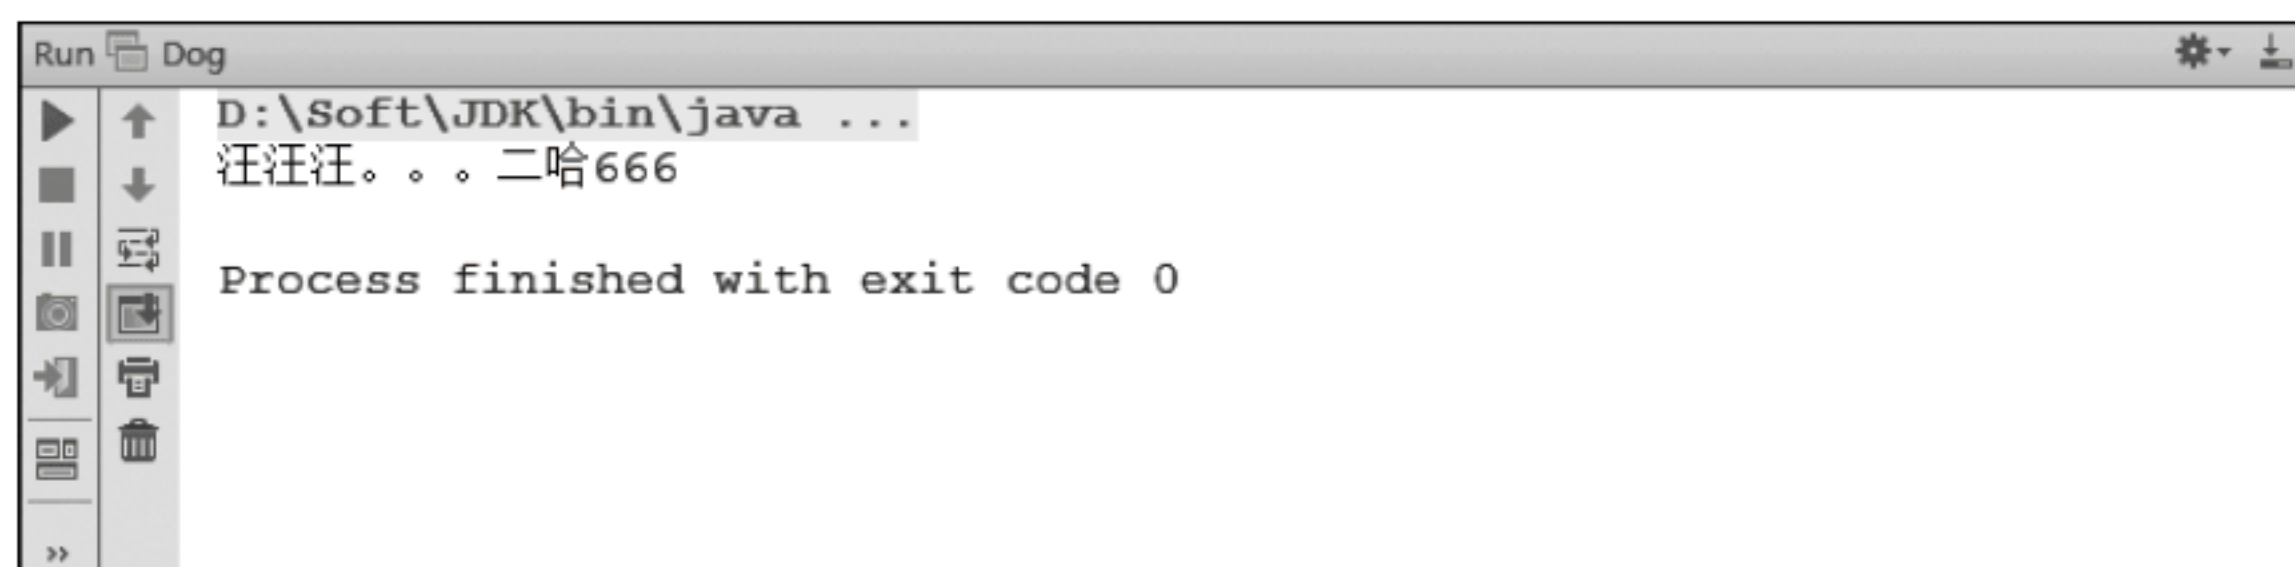 Run Dog
D:\Soft\JDK\bin\java ...
汪汪汪。。。二哈666
Process finished with exit code 0